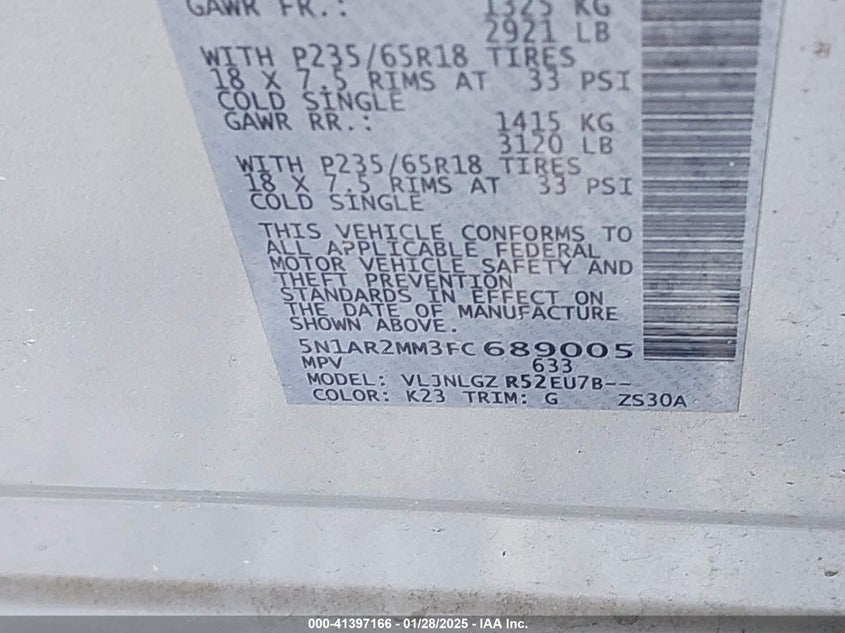 GAWR FR.: 1325 KG
2921 LB
WITH P235/65R18 TIRES
18 X 7.5 RIMS AT 33 PSI
COLD SINGLE
GAWR RR.: 1415 KG
3120 LB
WITH P235/65R18 TIRES
18 X 7.5 RIMS AT 33 PSI
COLD SINGLE
THIS VEHICLE CONFORMS TO
ALL APPLICABLE FEDERAL
MOTOR VEHICLE SAFETY AND
THEFT PREVENTION
STANDARDS IN EFFECT ON
THE DATE OF MANUFACTURE
SHOWN ABOVE.
5N1AR2MM3FC689005
MPV 633
MODEL: VLJNLGZ R52EU7B--
COLOR: K23 TRIM: G ZS30A
000-41397166 - 01/28/2025 - IAA Inc.